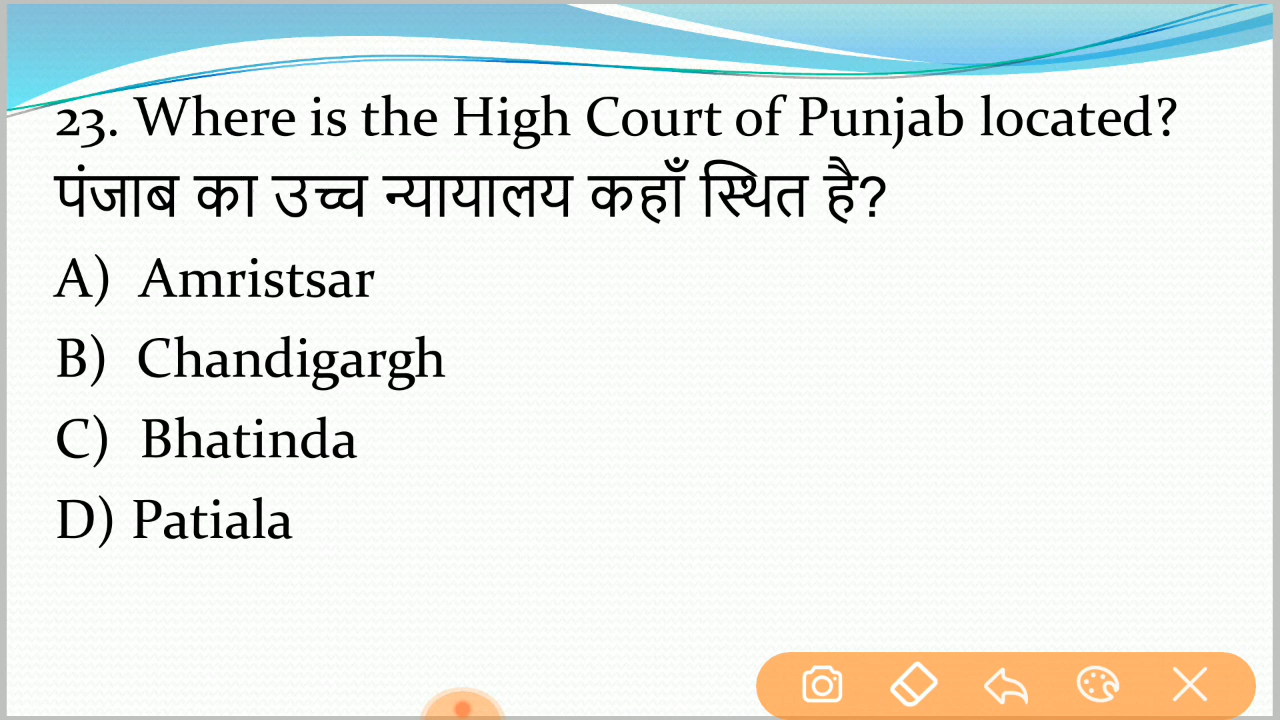 23. Where is the High Court of Punjab located?
पंजाब का उच्च न्यायालय कहाँ स्थित है?
A) Amristsar
B) Chandigargh
C) Bhatinda
D) Patiala